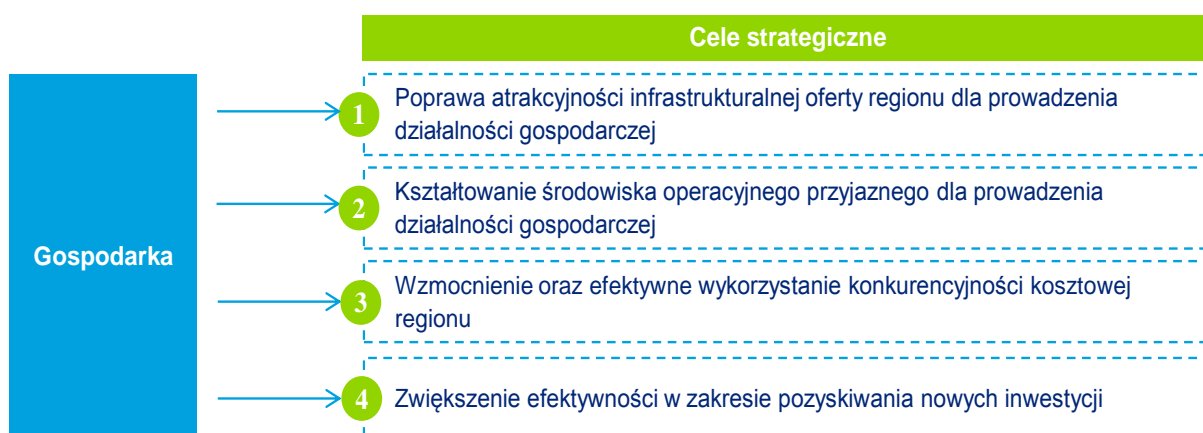 Cele strategiczne
Gospodarka
1
Poprawa atrakcyjności infrastrukturalnej oferty regionu dla prowadzenia
działalności gospodarczej
2
Kształtowanie środowiska operacyjnego przyjaznego dla prowadzenia
działalności gospodarczej
3
Wzmocnienie oraz efektywne wykorzystanie konkurencyjności kosztowej
regionu
4
Zwiększenie efektywności w zakresie pozyskiwania nowych inwestycji